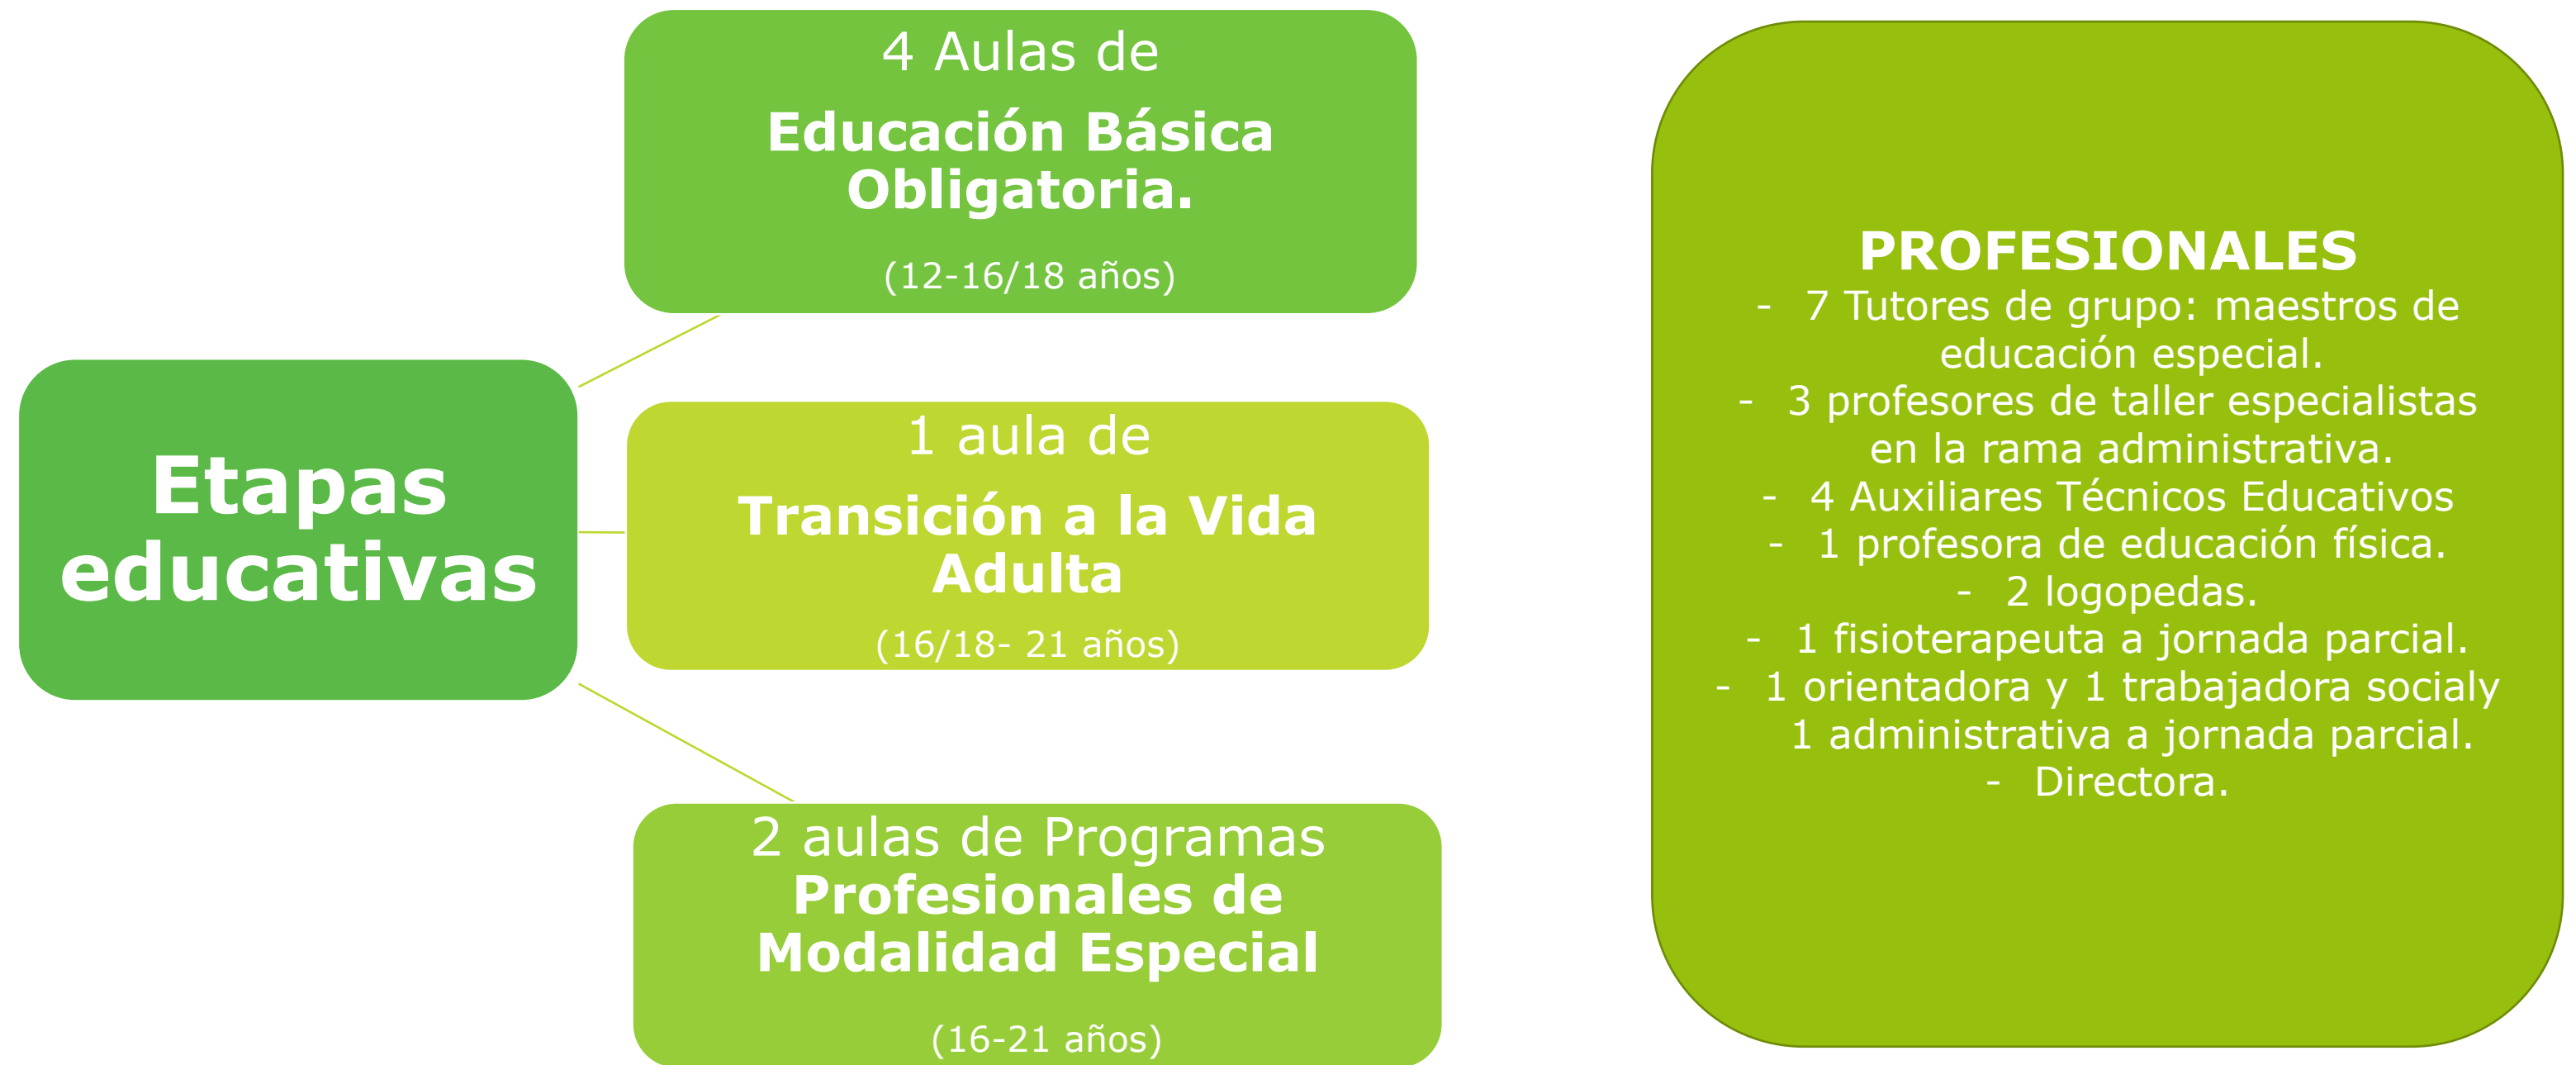 Etapas
educativas
4 Aulas de
Educación Básica
Obligatoria.
(12-16/18 años)
1 aula de
Transición a la Vida
Adulta
(16/18- 21 años)
2 aulas de Programas
Profesionales de
Modalidad Especial
(16-21 años)
PROFESIONALES
- 7 Tutores de grupo: maestros de
educación especial.
- 3 profesores de taller especialistas
en la rama administrativa.
- 4 Auxiliares Técnicos Educativos
- 1 profesora de educación física.
- 2 logopedas.
- 1 fisioterapeuta a jornada parcial.
- 1 orientadora y 1 trabajadora socialy
1 administrativa a jornada parcial.
- Directora.